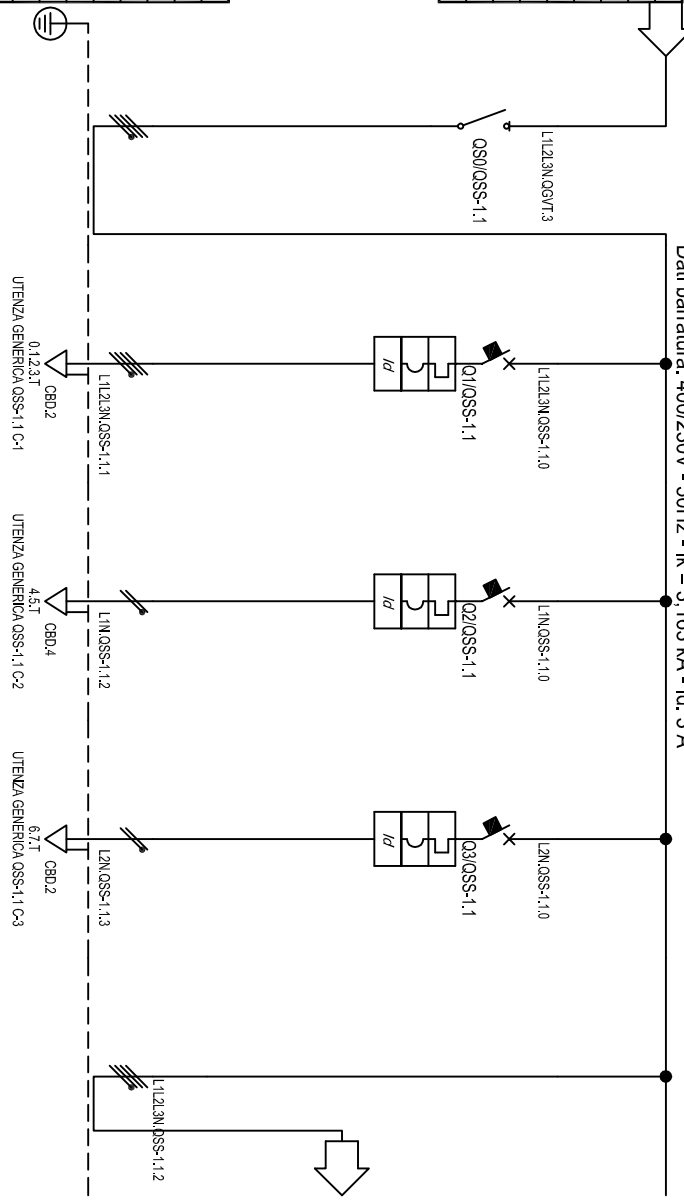 Dati barratura: 400/230V - 50Hz - Ik = kA - Id:
L1L2L3N.QGVT.3
QS0/QSS-1.1
L1L2L3N.QSS-1.1.0
Q1/QSS-1.1
Id
L1L2L3N.QSS-1.1.1
CBD.2
0.1.2.3.T
UTENZA GENERICA QSS-1.1 C-1
L1N.QSS-1.1.0
Q2/QSS-1.1
Id
L1N.QSS-1.1.2
CBD.4
4.5.T
UTENZA GENERICA QSS-1.1 C-2
L2N.QSS-1.1.0
Q3/QSS-1.1
Id
L2N.QSS-1.1.3
CBD.2
6.7.T
UTENZA GENERICA QSS-1.1 C-3
L1L2L3N.QSS-1.1.2